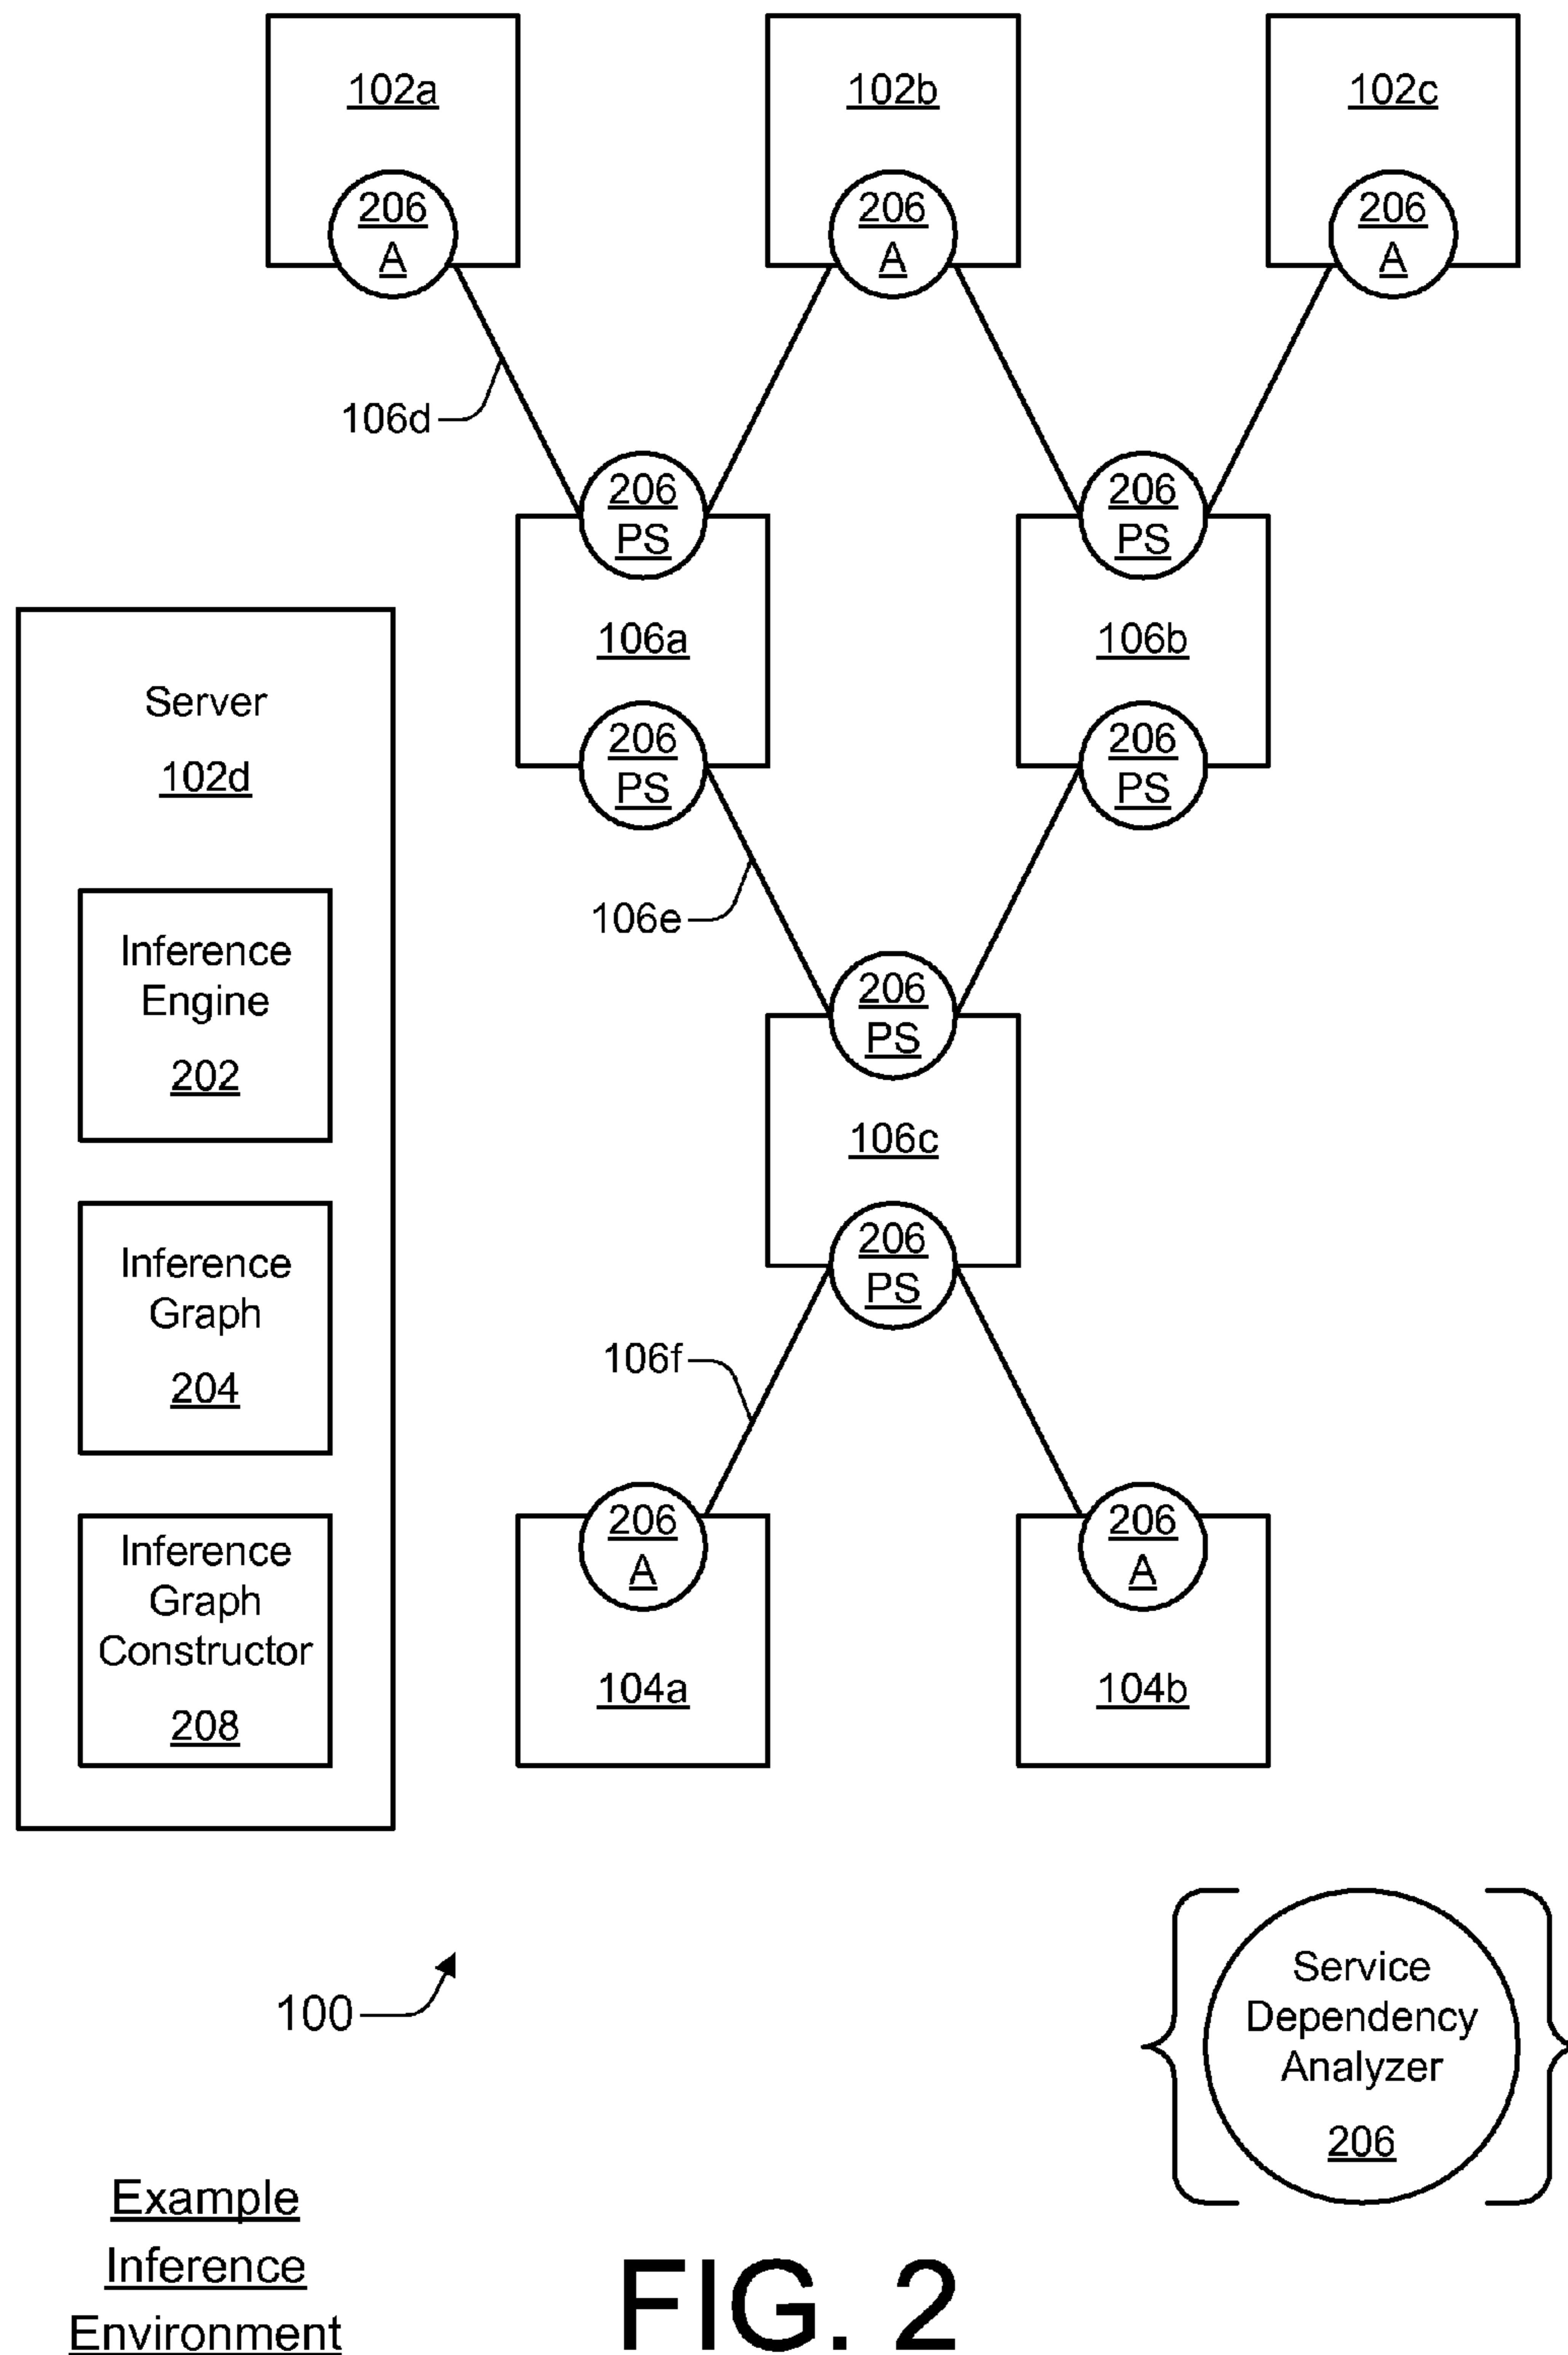 102a
102b
102c
206
A
206
A
206
A
106d
206
PS
206
PS
106a
106b
206
PS
206
PS
Server
102d
106e
Inference
Engine
202
206
PS
106c
206
PS
Inference
Graph
204
106f
206
A
206
A
104a
104b
Inference
Graph
Constructor
208
100
Service
Dependency
Analyzer
206
Example
Inference
Environment
FIG. 2